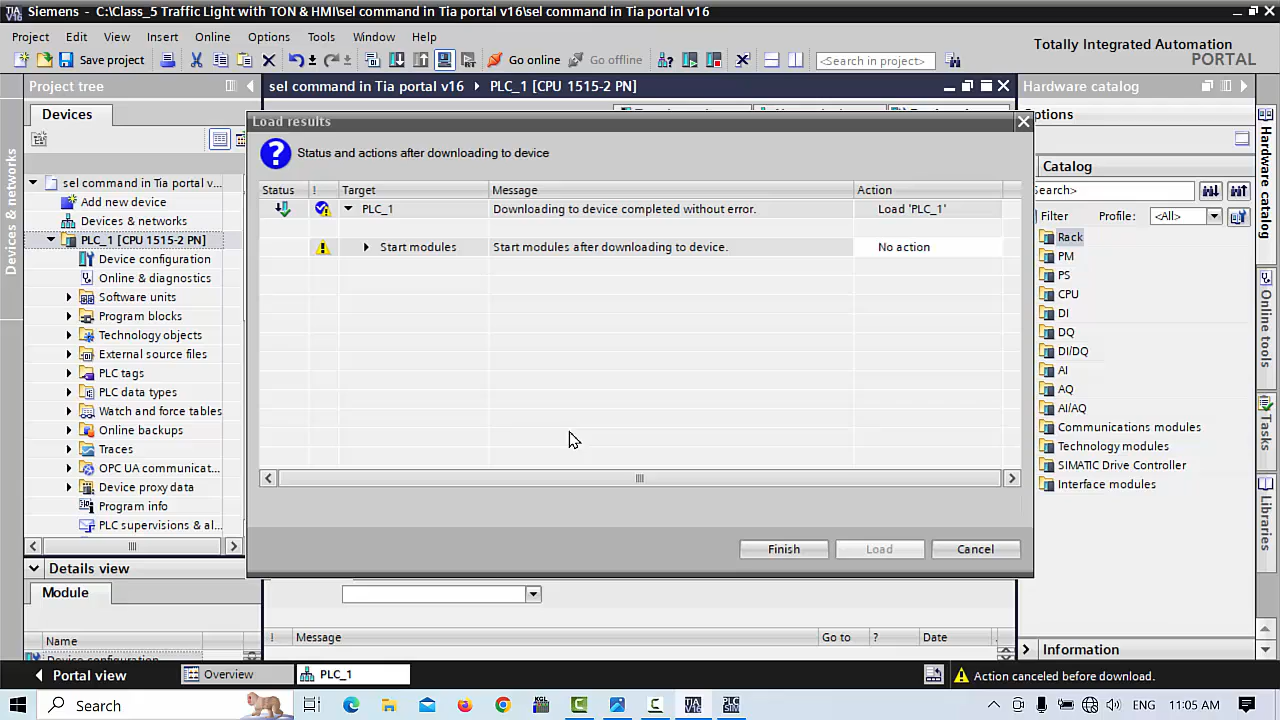 Siemens - C:\Class_5 Traffic Light with TON & HMI\sel command in Tia portal v16\sel command in Tia portal v16
Project Edit View Insert Online Options Tools Window Help
Totally Integrated Automation
PORTAL
Save project
Go online
Go offline
<Search in project>
Project tree
sel command in Tia portal v16 PLC_1 [CPU 1515-2 PN]
Hardware catalog
Devices
Options
Load results
Status and actions after downloading to device
Catalog
Search>
Filter Profile: <All>
Status ! Target Message Action
PLC_1 Downloading to device completed without error. Load 'PLC_1'
Start modules Start modules after downloading to device. No action
Finish Load Cancel
sel command in Tia portal v...
Add new device
Devices & networks
PLC_1 [CPU 1515-2 PN]
Device configuration
Online & diagnostics
Software units
Program blocks
Technology objects
External source files
PLC tags
PLC data types
Watch and force tables
Online backups
Traces
OPC UA communicat...
Device proxy data
Program info
PLC supervisions & al...
Rack
PM
PS
CPU
DI
DQ
DI/DQ
AI
AQ
AI/AQ
Communications modules
Technology modules
SIMATIC Drive Controller
Interface modules
Devices & networks
Hardware catalog
Online tools
Tasks
Libraries
Details view
Module
Name
Device configuration
! Message Go to ? Date
Information
Portal view Overview PLC_1
Action canceled before download.
Search
ENG 11:05 AM